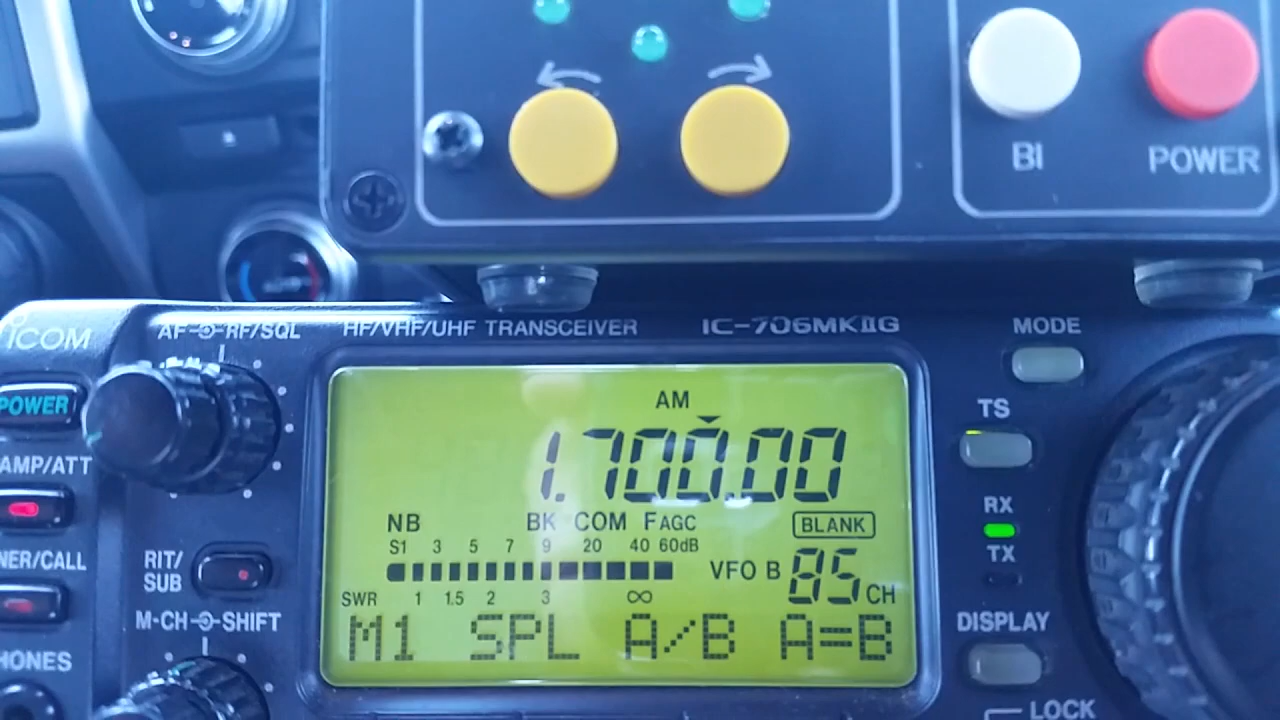 BI
POWER
ICOM
AF RF/SQL
HF/VHF/UHF TRANSCEIVER
IC-706MKIIG
MODE
POWER
AMP/ATT
NER/CALL
RIT/
SUB
M-CH SHIFT
HONES
AM
1.700.00
NB BK COM FAGC BLANK
S1 3 5 7 9 20 40 60dB
VFO B 85 CH
SWR 1 1.5 2 3 ∞
M1 SPL A/B A=B
TS
RX
TX
DISPLAY
LOCK